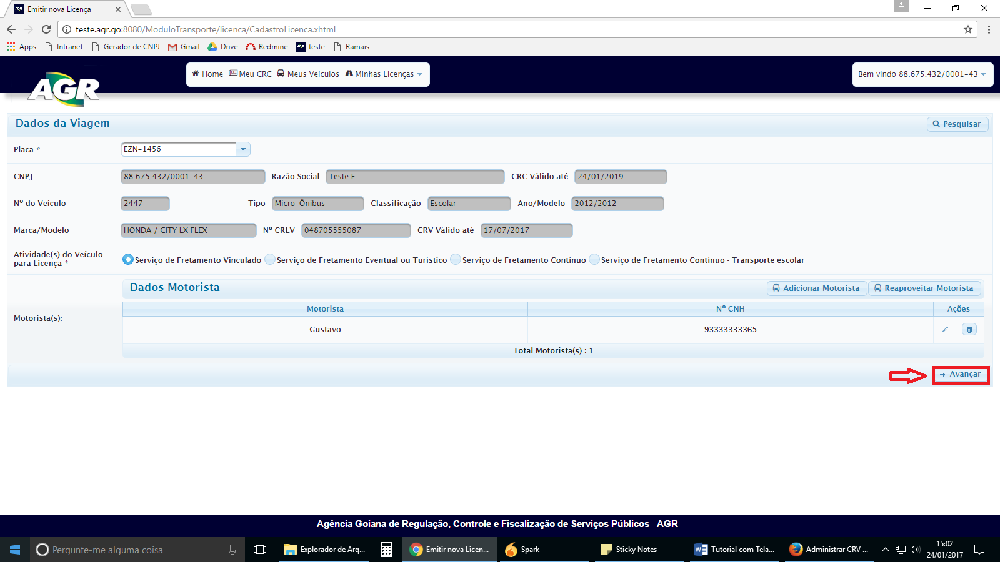 Emitir nova Licença
teste.agr.go:8080/ModuloTransporte/licenca/CadastroLicenca.xhtml
Apps Intranet Gerador de CNPJ Gmail Drive Redmine AGR teste Ramais
AGR
Home Meu CRC Meus Veículos Minhas Licenças
Bem vindo 88.675.432/0001-43
Dados da Viagem
Pesquisar
Placa * EZN-1456
CNPJ 88.675.432/0001-43 Razão Social Teste F CRC Válido até 24/01/2019
Nº do Veículo 2447 Tipo Micro-Ônibus Classificação Escolar Ano/Modelo 2012/2012
Marca/Modelo HONDA / CITY LX FLEX Nº CRLV 048705555087 CRV Válido até 17/07/2017
Atividade(s) do Veículo
para Licença *
Serviço de Fretamento Vinculado Serviço de Fretamento Eventual ou Turístico Serviço de Fretamento Contínuo Serviço de Fretamento Contínuo - Transporte escolar
Motorista(s):
Dados Motorista
Adicionar Motorista Reaproveitar Motorista
Motorista Nº CNH Ações
Gustavo 93333333365
Total Motorista(s) : 1
Avançar
Agência Goiana de Regulação, Controle e Fiscalização de Serviços Públicos AGR
Pergunte-me alguma coisa
Explorador de Arq...
Emitir nova Licen...
Spark
Sticky Notes
Tutorial com Tela...
Administrar CRV ...
15:02
24/01/2017